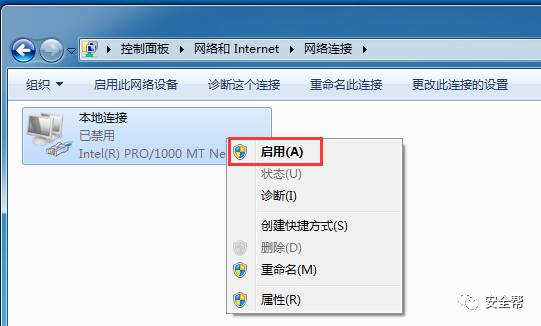 控制面板 ▸ 网络和 Internet ▸ 网络连接 ▸
组织 启用此网络设备 诊断这个连接 重命名此连接 更改此连接的设置
本地连接
已禁用
Intel(R) PRO/1000 MT Ne
启用(A)
状态(U)
诊断(I)
创建快捷方式(S)
删除(D)
重命名(M)
属性(R)
安全帮